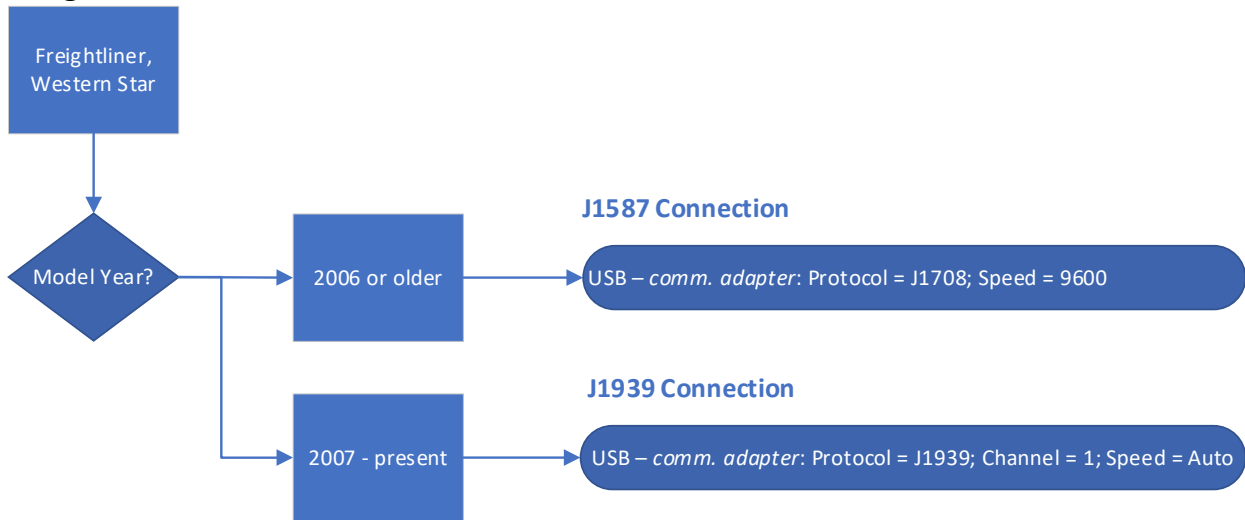 Freightliner,
Western Star
Model Year?
2006 or older
J1587 Connection
USB – comm. adapter: Protocol = J1708; Speed = 9600
2007 - present
J1939 Connection
USB – comm. adapter: Protocol = J1939; Channel = 1; Speed = Auto